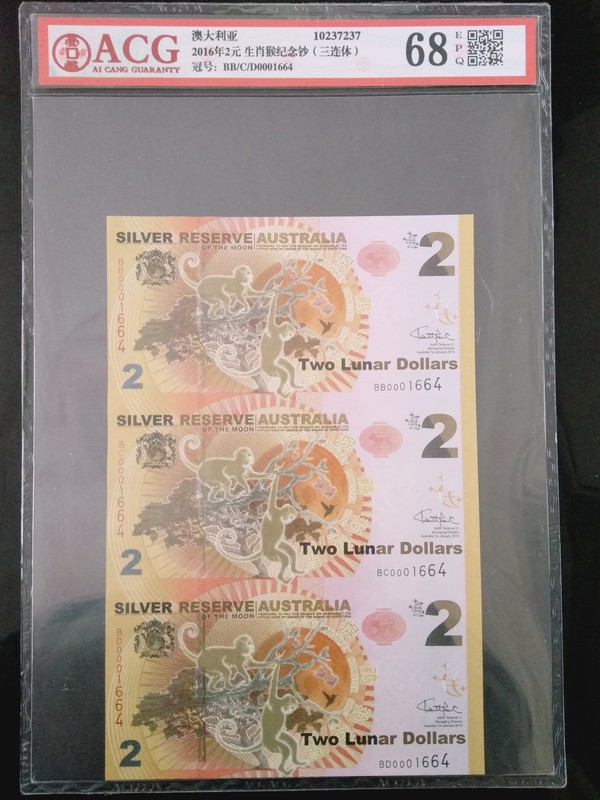 ACG
AI CANG GUARANTY
澳大利亚 10237237
2016年2元 生肖猴纪念钞（三连体）
冠号：BB/C/D0001664
68
EPQ
SILVER RESERVE AUSTRALIA
OF THE MOON
2
BB0001664
2
Two Lunar Dollars
BB0001664
SILVER RESERVE AUSTRALIA
OF THE MOON
2
BC0001664
2
Two Lunar Dollars
BC0001664
SILVER RESERVE AUSTRALIA
OF THE MOON
2
BD0001664
2
Two Lunar Dollars
BD0001664